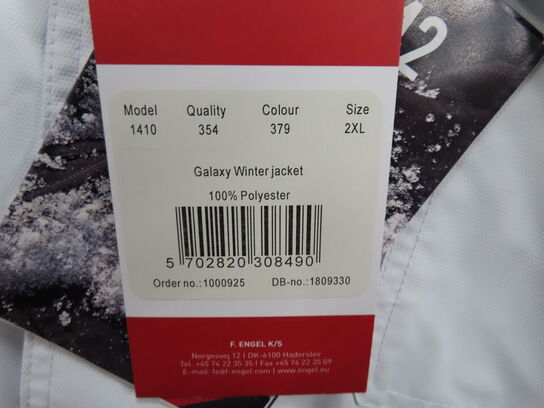 Model Quality Colour Size
1410 354 379 2XL
Galaxy Winter jacket
100% Polyester
5 702820 308490
Order no.:1000925 DB-no.:1809330
F. ENGEL K/S
Norgesvej 12 | DK-6100 Haderslev
Tel. +45 74 22 35 35 | Fax +45 74 22 35 09
E-mail: fe@f-engel.com | www.engel.eu